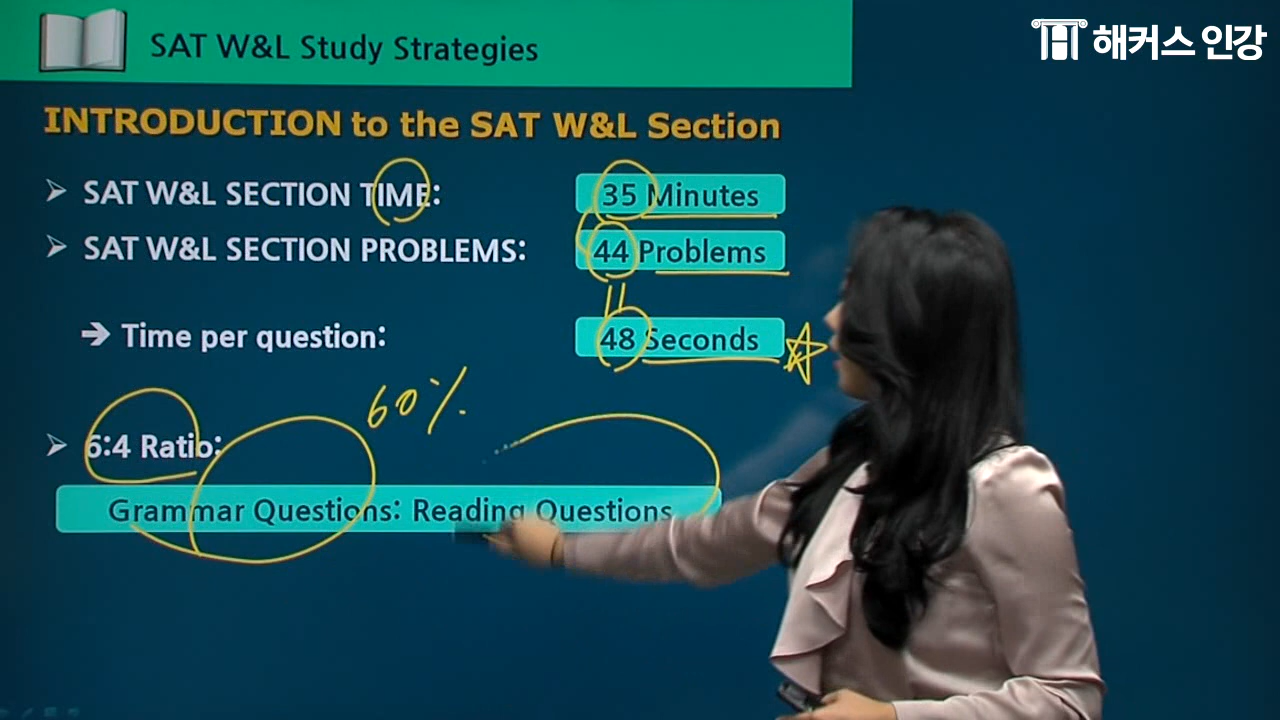 SAT W&L Study Strategies
해커스 인강
INTRODUCTION to the SAT W&L Section
➢ SAT W&L SECTION TIME: 35 Minutes
➢ SAT W&L SECTION PROBLEMS: 44 Problems
→ Time per question: 48 Seconds
60%
➢ 6:4 Ratio:
Grammar Questions: Reading Questions